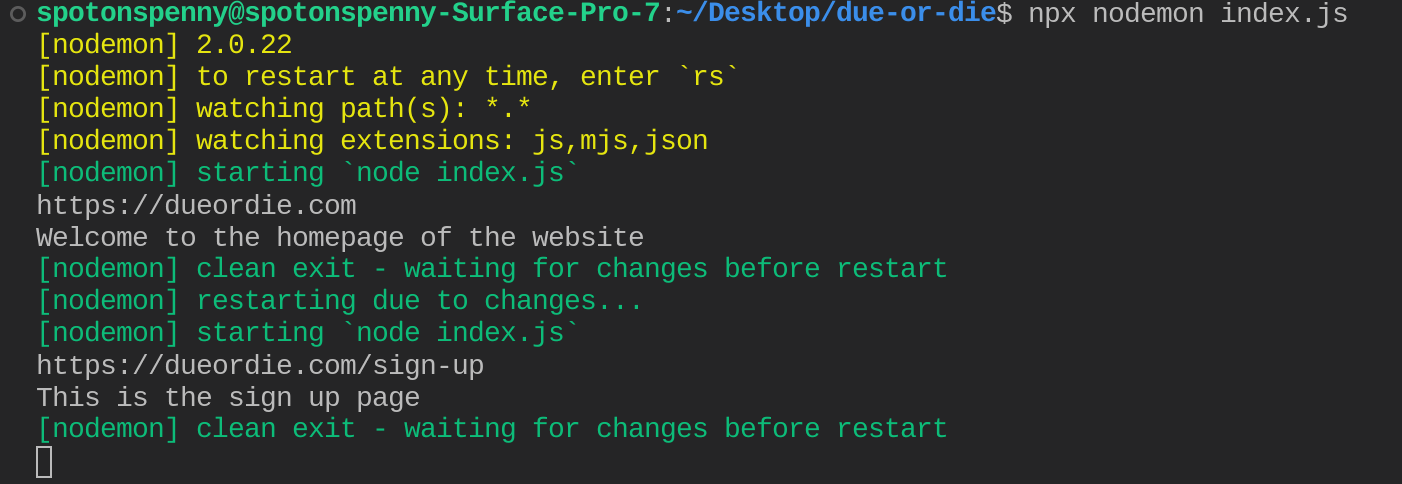 spotonspenny@spotonspenny-Surface-Pro-7:~/Desktop/due-or-die$ npx nodemon index.js
[nodemon] 2.0.22
[nodemon] to restart at any time, enter `rs`
[nodemon] watching path(s): *.*
[nodemon] watching extensions: js,mjs,json
[nodemon] starting `node index.js`
https://dueordie.com
Welcome to the homepage of the website
[nodemon] clean exit - waiting for changes before restart
[nodemon] restarting due to changes...
[nodemon] starting `node index.js`
https://dueordie.com/sign-up
This is the sign up page
[nodemon] clean exit - waiting for changes before restart